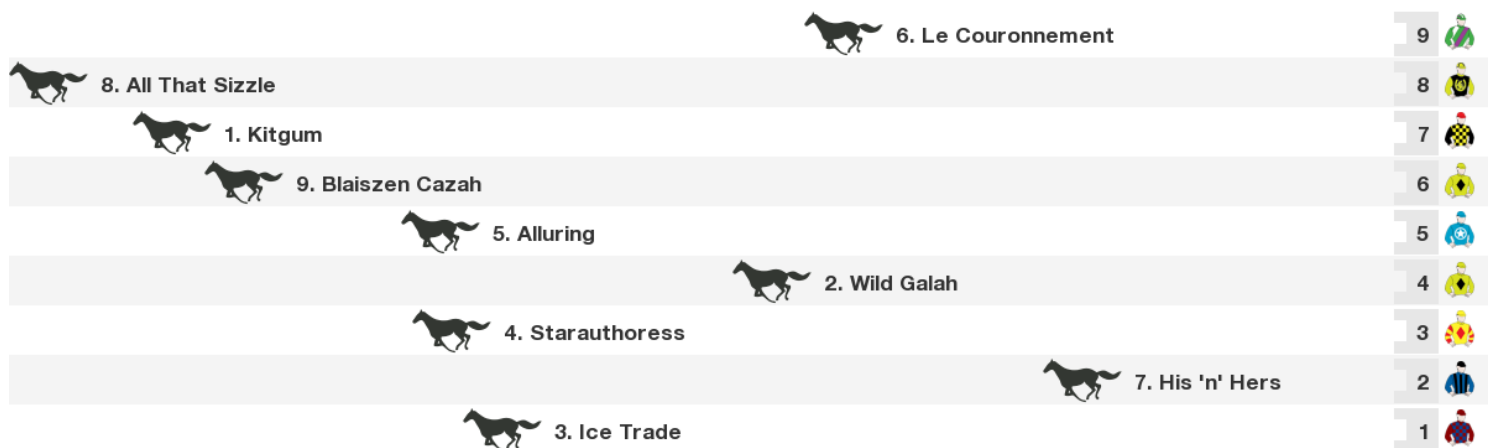 6. Le Couronnement 9
8. All That Sizzle 8
1. Kitgum 7
9. Blaiszen Cazah 6
5. Alluring 5
2. Wild Galah 4
4. Starauthoress 3
7. His 'n' Hers 2
3. Ice Trade 1